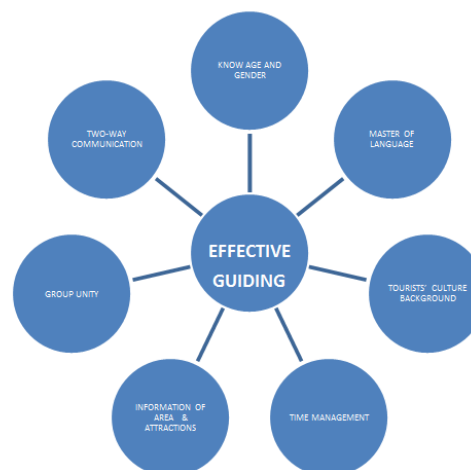 KNOW AGE AND
GENDER
MASTER OF
LANGUAGE
TOURISTS' CULTURE
BACKGROUND
TIME MANAGEMENT
INFORMATION OF
AREA &
ATTRACTIONS
GROUP UNITY
TWO-WAY
COMMUNICATION
EFFECTIVE
GUIDING